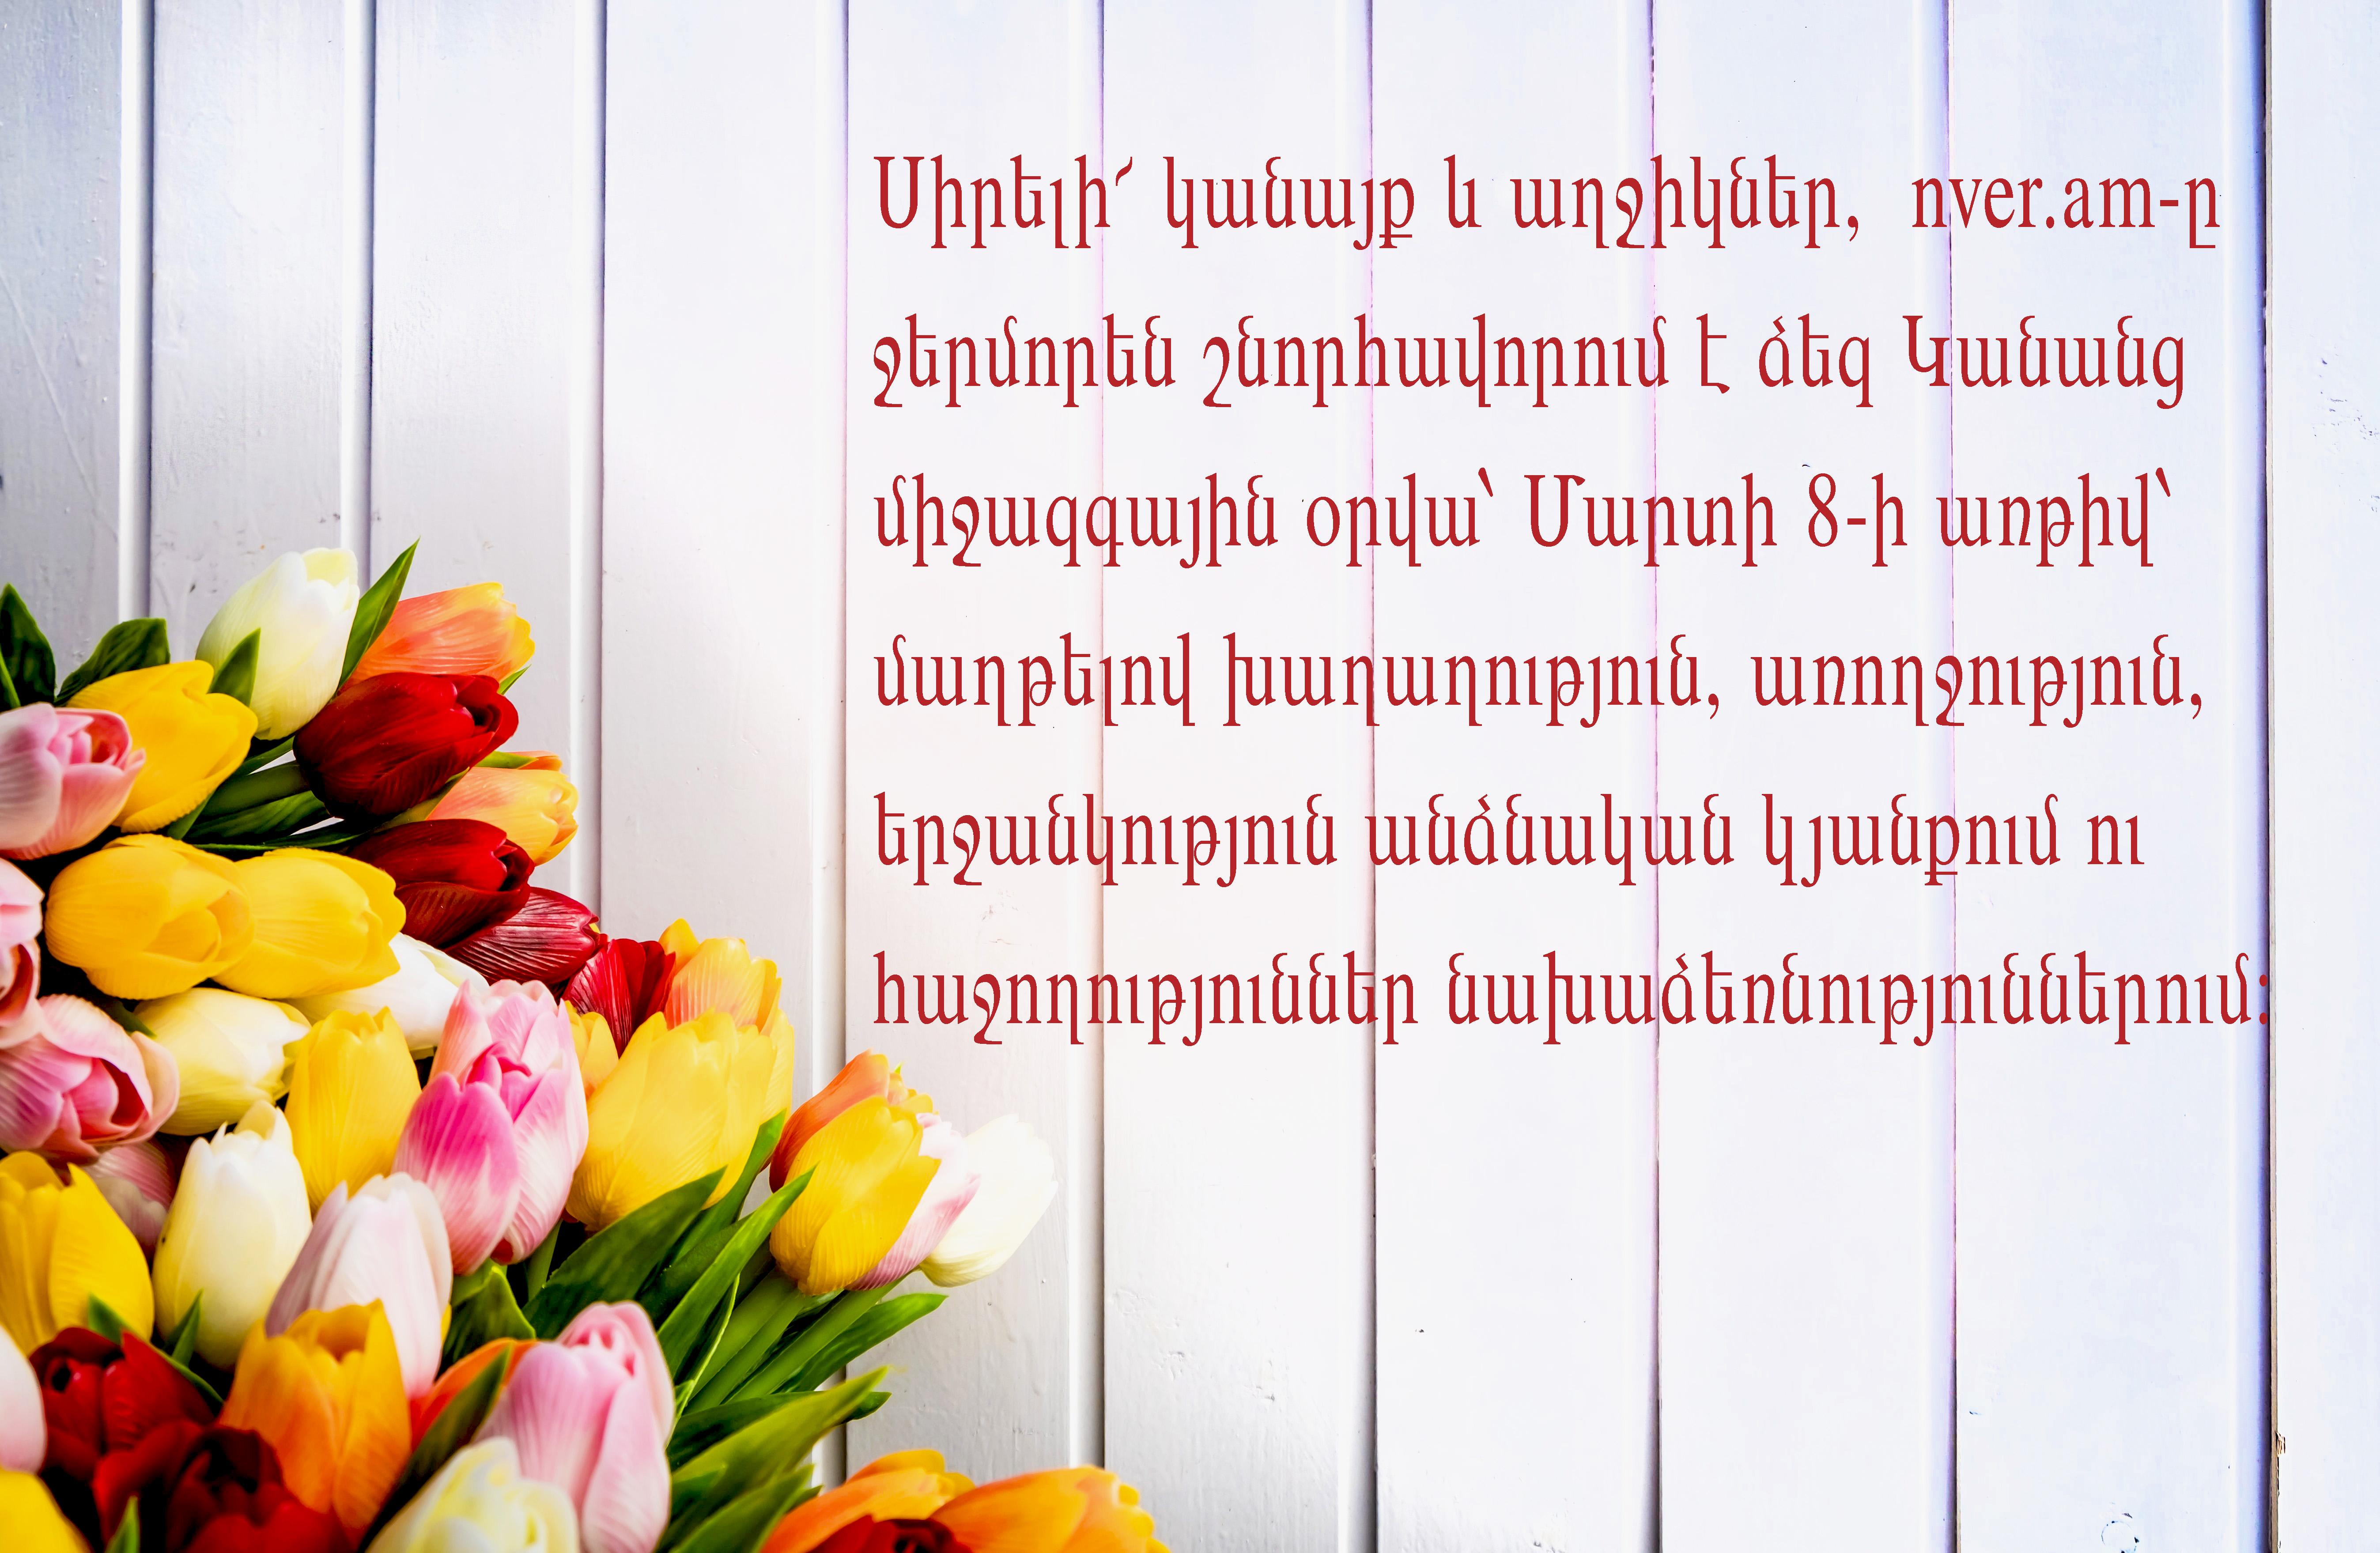 Սիրելի՛ կանայք և աղջիկներ, nver.am-ը
ջերմորեն շնորհավորում է ձեզ Կանանց
միջազգային օրվա՝ Մարտի 8-ի առթիվ՝
մաղթելով խաղաղություն, առողջություն,
երջանկություն անձնական կյանքում ու
հաջողություններ նախաձեռնություններում: